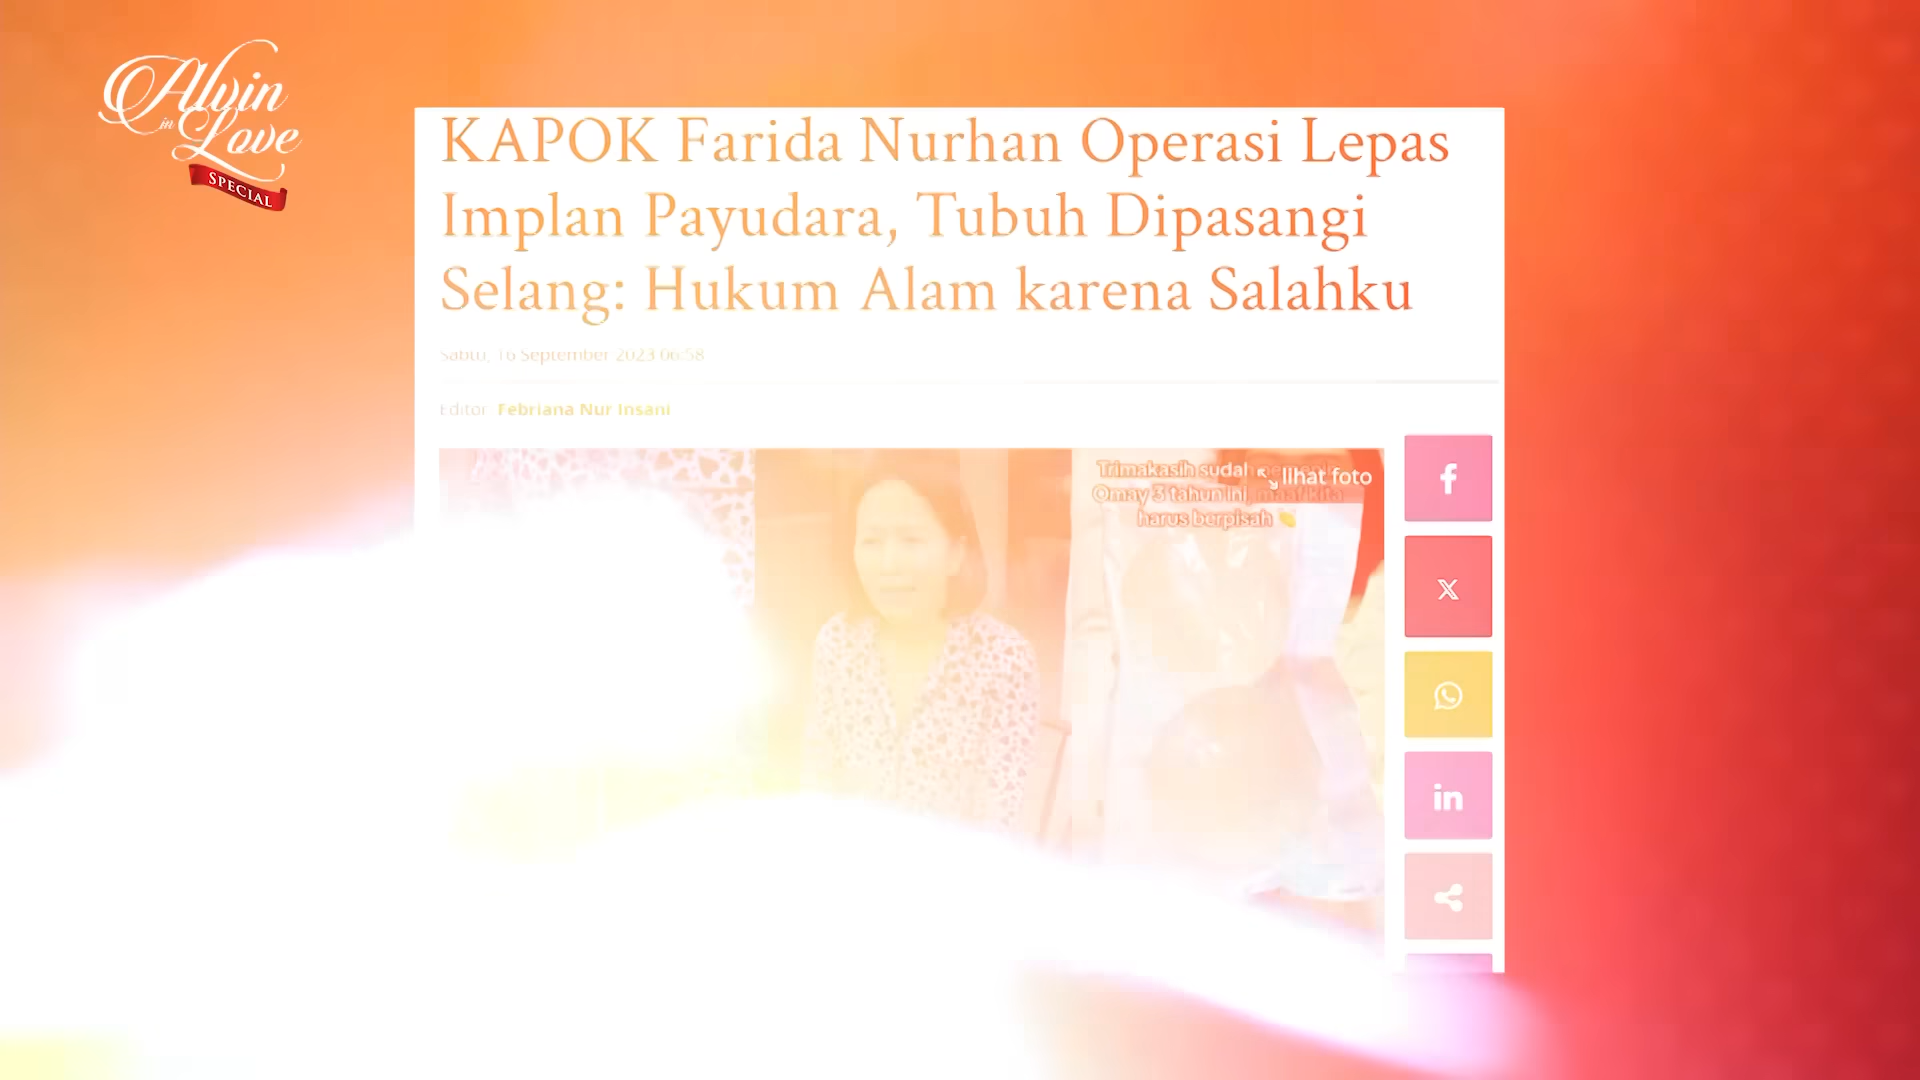 Alvin
in
Love
SPECIAL
KAPOK Farida Nurhan Operasi Lepas
Implan Payudara, Tubuh Dipasangi
Selang: Hukum Alam karena Salahku
Sabtu, 16 September 2023 06:58
Editor: Febriana Nur Insani
Trimakasih sudah
lihat foto
Omay 3 tahun ini, maaf kita
harus berpisah